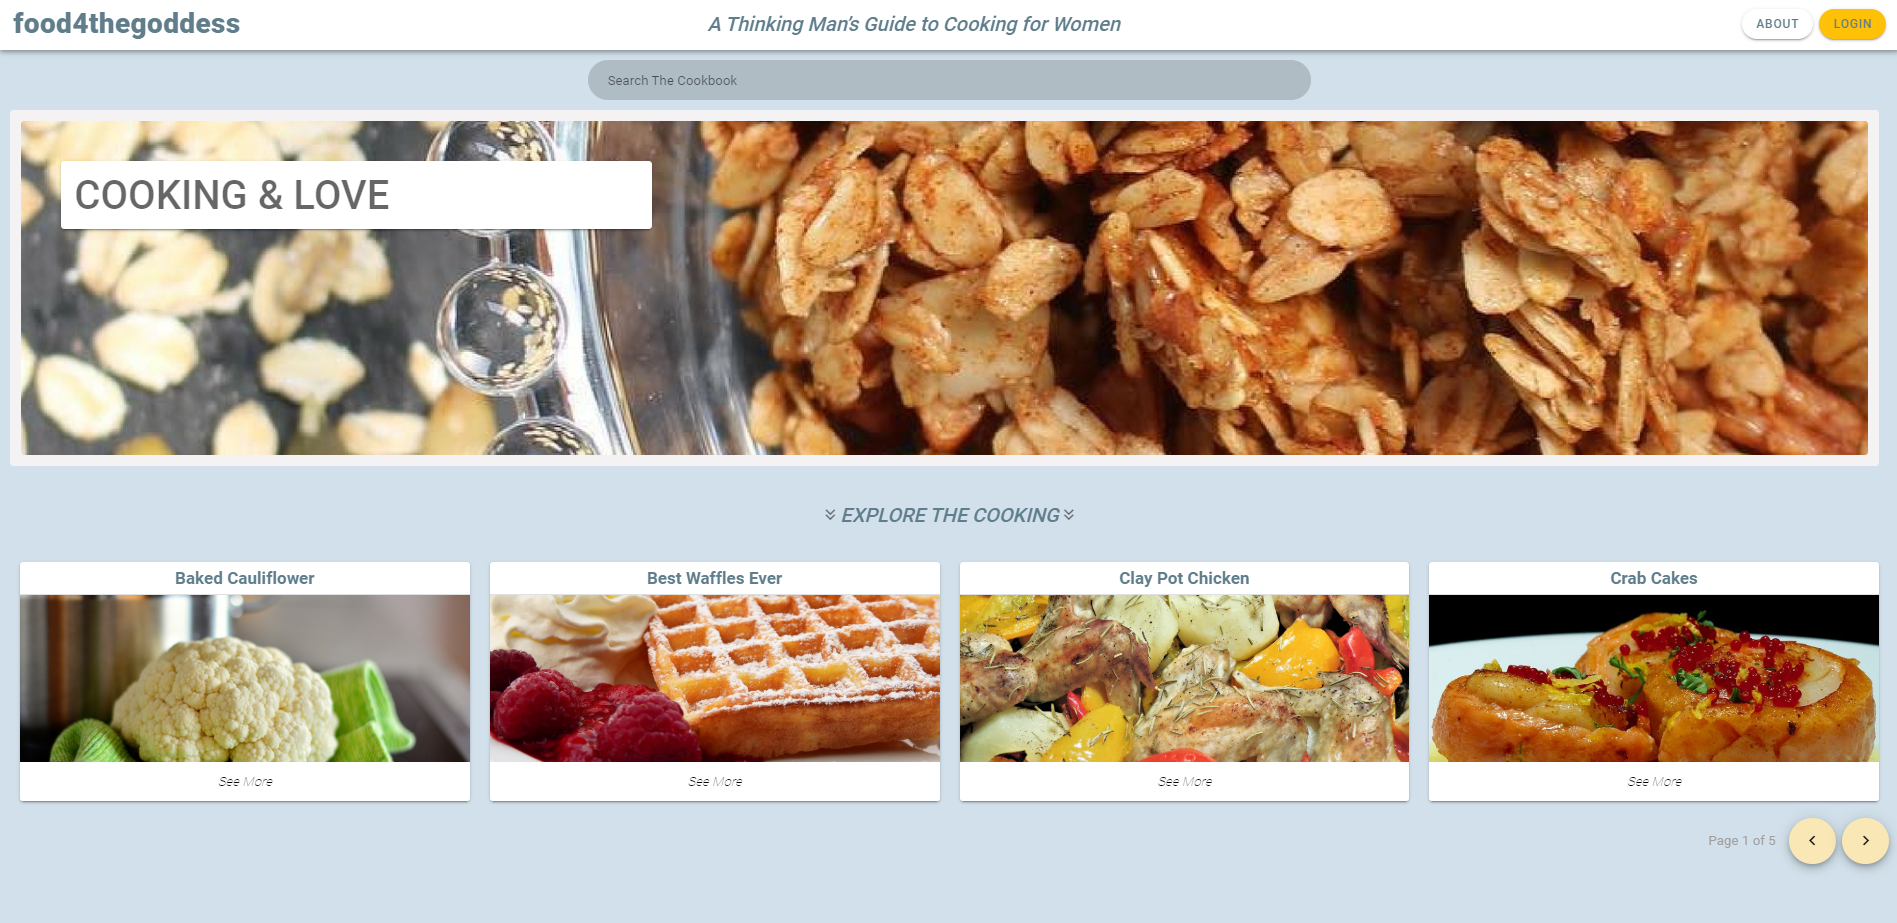 food4thegoddess
A Thinking Man's Guide to Cooking for Women
ABOUT
LOGIN
Search The Cookbook
COOKING & LOVE
EXPLORE THE COOKING
Baked Cauliflower
Best Waffles Ever
Clay Pot Chicken
Crab Cakes
See More
See More
See More
See More
Page 1 of 5